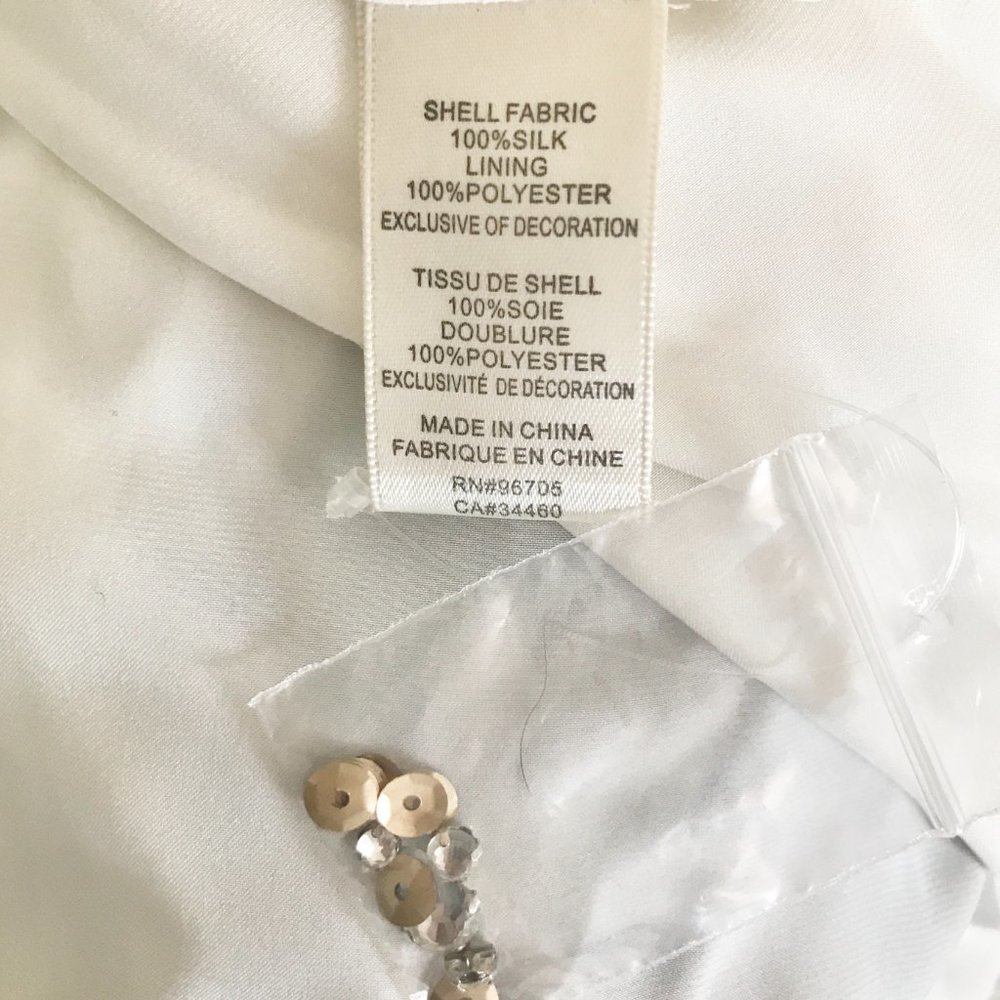 SHELL FABRIC
100%SILK
LINING
100%POLYESTER
EXCLUSIVE OF DECORATION
TISSU DE SHELL
100%SOIE
DOUBLURE
100%POLYESTER
EXCLUSIVITÉ DE DÉCORATION
MADE IN CHINA
FABRIQUE EN CHINE
RN#96705
CA#34460